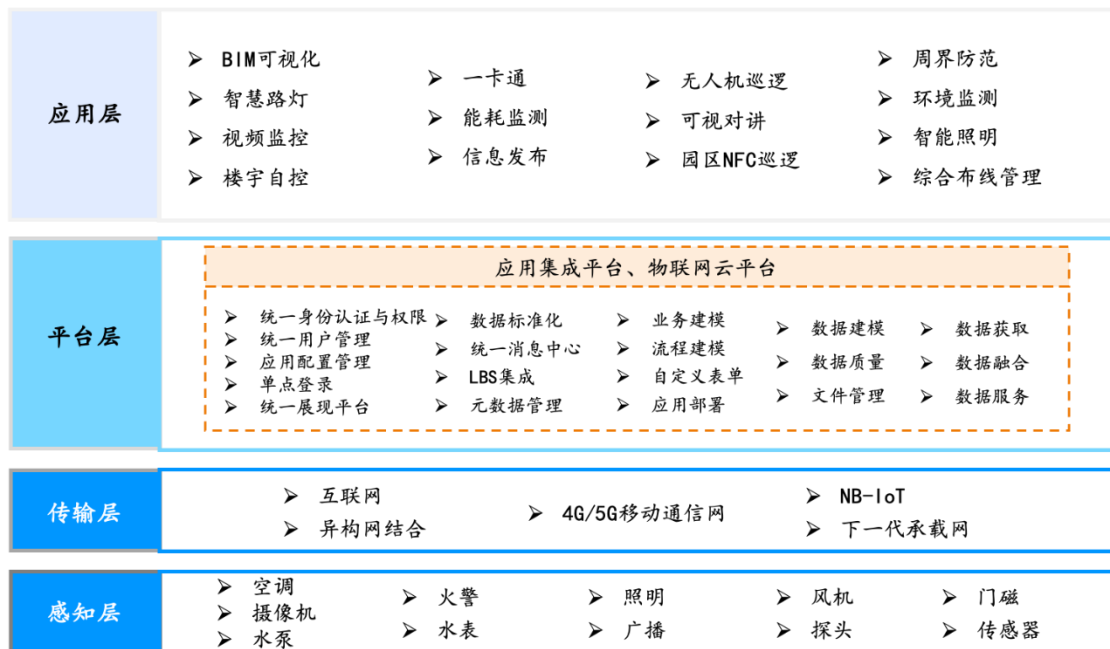 应用层
BIM可视化
智慧路灯
视频监控
楼宇自控
一卡通
能耗监测
信息发布
无人机巡逻
可视对讲
园区NFC巡逻
周界防范
环境监测
智能照明
综合布线管理
平台层
应用集成平台、物联网云平台
统一身份认证与权限
统一用户管理
应用配置管理
单点登录
统一展现平台
数据标准化
统一消息中心
LBS集成
元数据管理
业务建模
流程建模
自定义表单
应用部署
数据建模
数据质量
文件管理
数据获取
数据融合
数据服务
传输层
互联网
异构网结合
4G/5G移动通信网
NB-IoT
下一代承载网
感知层
空调
摄像机
水泵
火警
水表
照明
广播
风机
探头
门磁
传感器